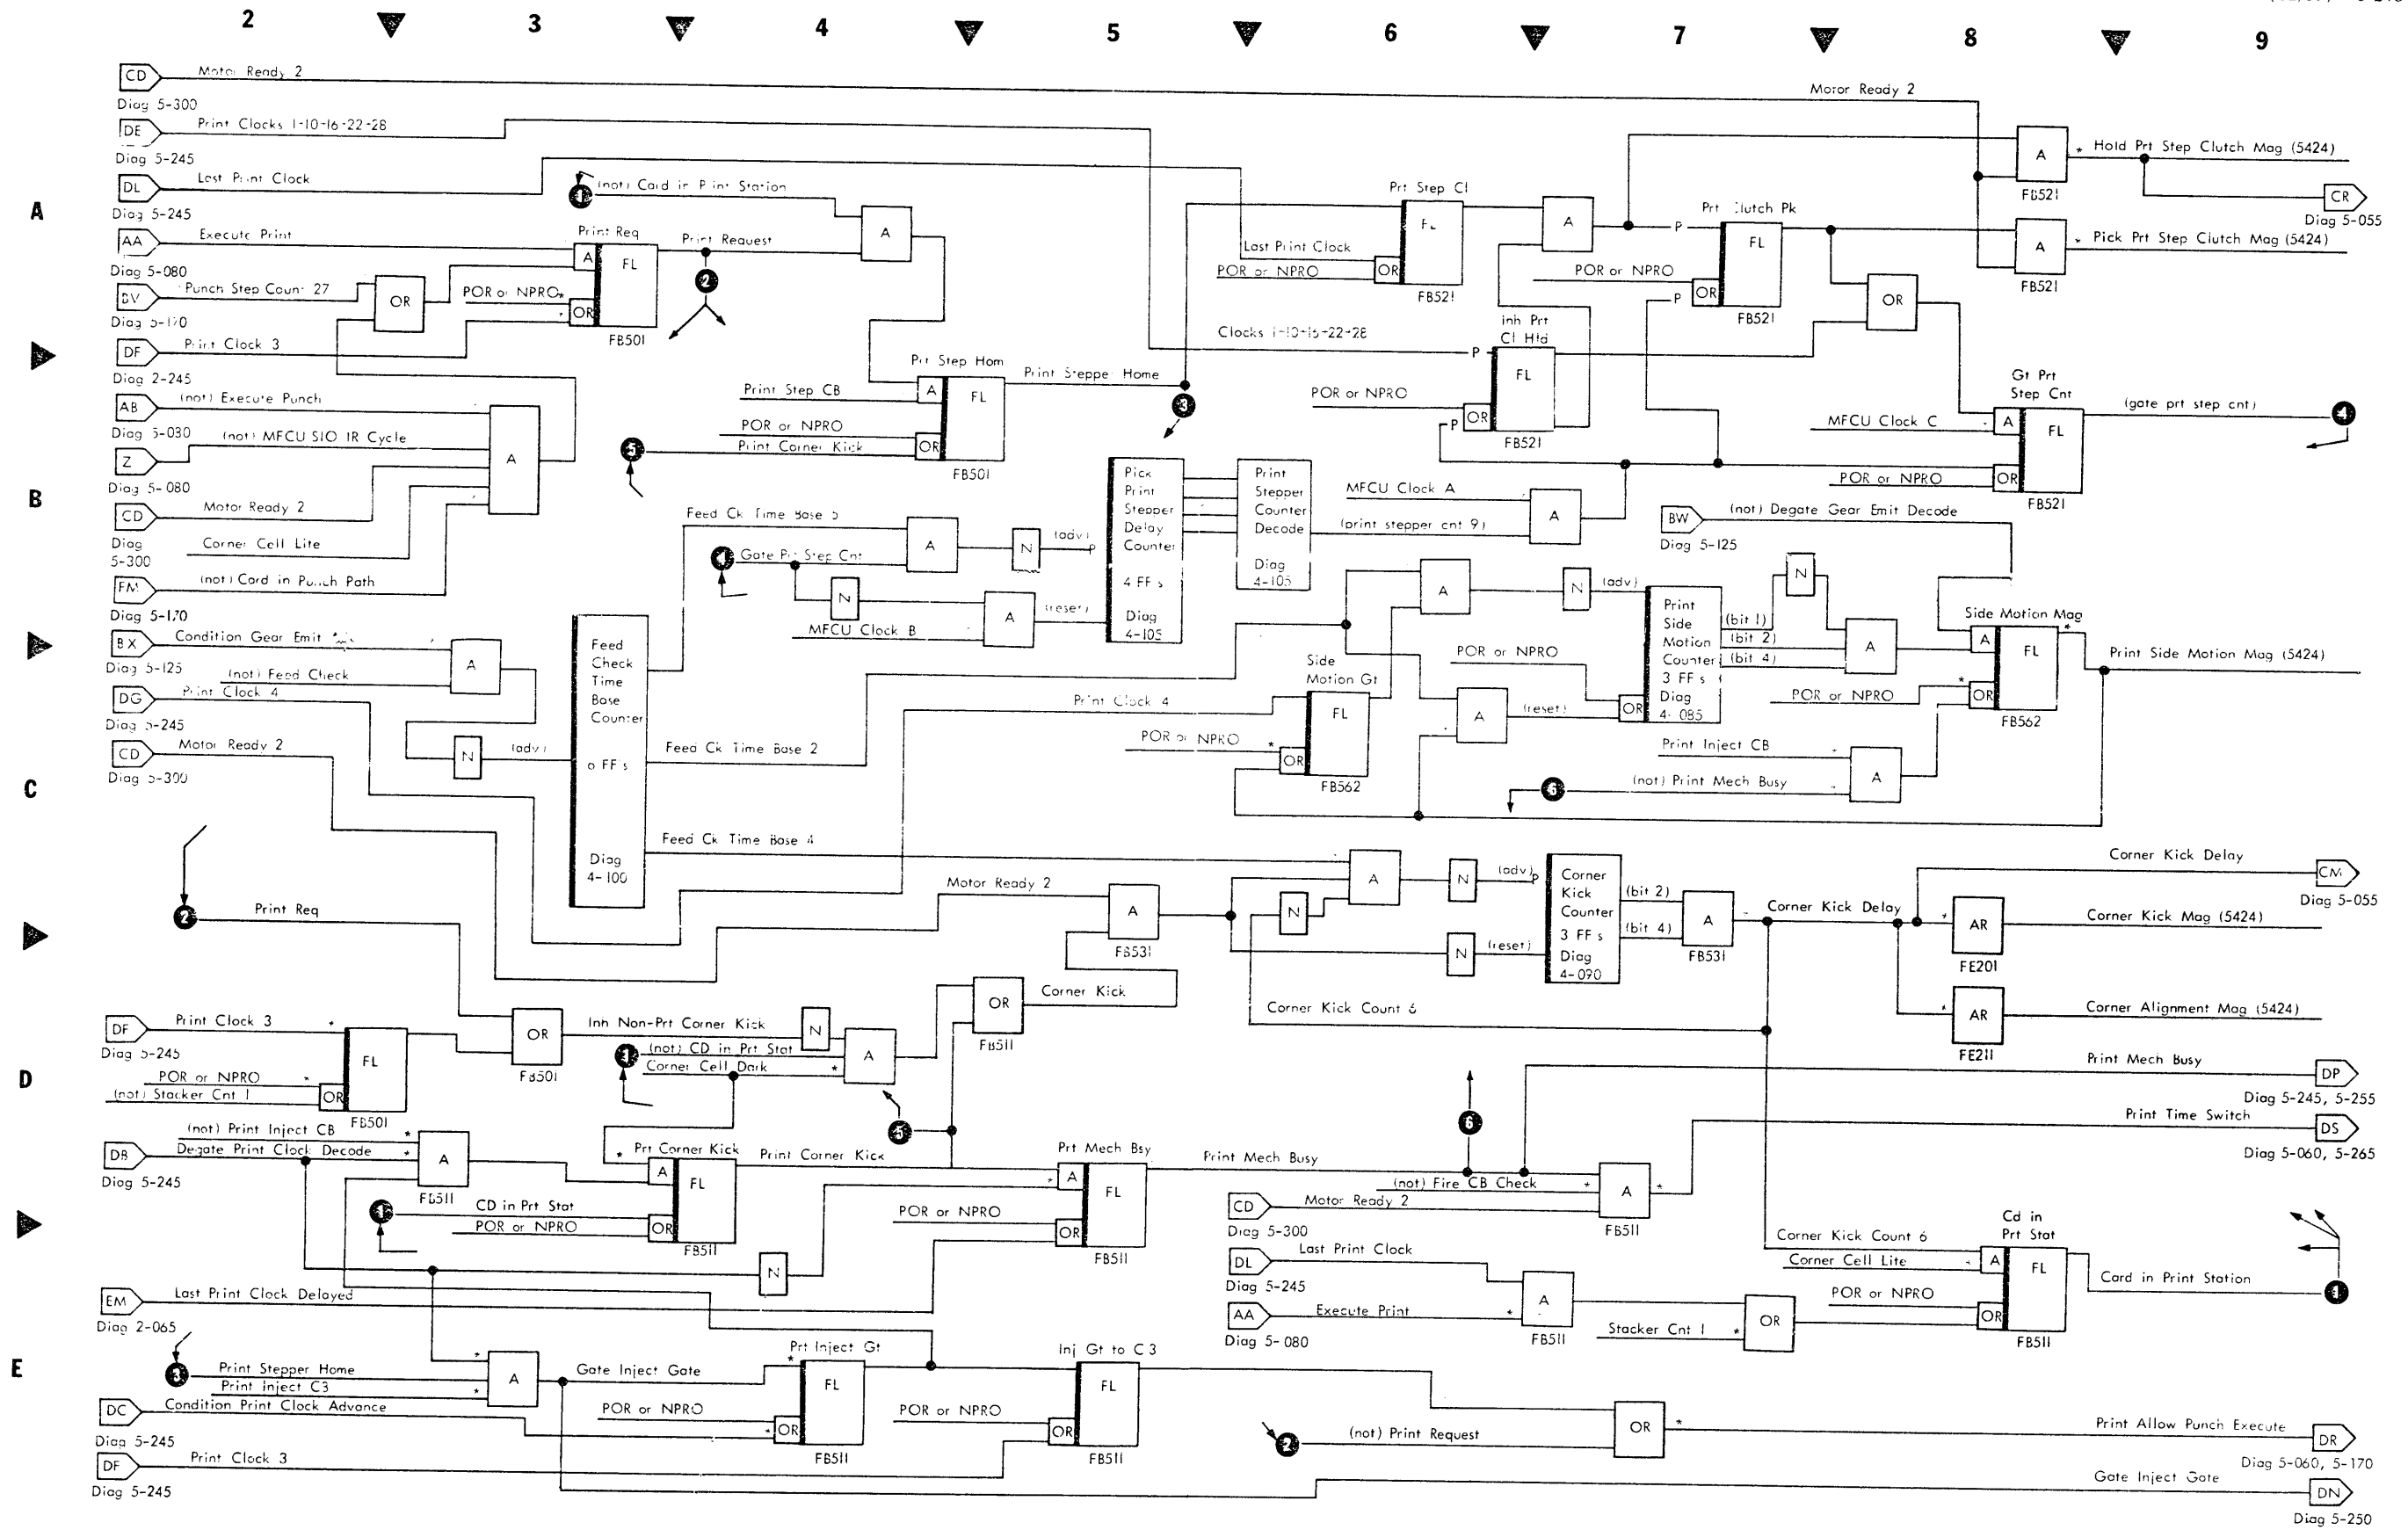 2 3 4 5 6 7 8 9
CD Motor Ready 2
Motor Ready 2
Diag 5-300
DE Print Clocks 1-10-16-22-28
Diag 5-245
A
Hold Prt Step Clutch Mag (5424)
FB521
DL Last Print Clock
Diag 5-245
1 (not) Card in Print Station
CR
Diag 5-055
A
AA Execute Print
Diag 5-080
Print Req
A FL
OR
FB501
Print Request
2
A
Prt Step Cl
FL
Last Print Clock
POR or NPRO
OR
FB521
A
P
Prt Clutch Pk
FL
POR or NPRO
OR
P
FB521
A
Pick Prt Step Clutch Mag (5424)
FB521
BV Punch Step Count 27
Diag 5-170
OR
POR or NPRO
OR
DF Print Clock 3
Diag 2-245
Clocks 1-10-16-22-28
P
Inh Prt
Cl Hld
FL
POR or NPRO
OR
P
FB521
Prt Step Hom
Print Step CB
A FL
POR or NPRO
5 Print Corner Kick
OR
FB501
Print Stepper Home
3
Gt Prt
Step Cnt
MFCU Clock C
A FL
POR or NPRO
OR
FB521
(gate prt step cnt) 4
AB (not) Execute Punch
Diag 5-030
Z (not) MFCU SIO IR Cycle
Diag 5-080
A
B
CD Motor Ready 2
Diag
5-300
Corner Cell Lite
FM (not) Card in Punch Path
Diag 5-170
Feed Ck Time Base 5
A
N
(adv)
P
4 Gate Prt Step Cnt
N
MFCU Clock B
A
(reset)
Pick
Print
Stepper
Delay
Counter
4 FF's
Diag
4-105
Print
Stepper
Counter
Decode
Diag
4-105
MFCU Clock A
(print stepper cnt 9)
A
BW (not) Degate Gear Emit Decode
Diag 5-125
A
N
(adv)
Print
Side
Motion
Counter
3 FF's
Diag
4-085
OR
(bit 1)
(bit 2)
(bit 4)
N
A
Side Motion Mag
A FL
POR or NPRO
OR
FB562
Print Side Motion Mag (5424)
BX Condition Gear Emit
Diag 5-125
(not) Feed Check
A
DG Print Clock 4
Diag 5-245
CD Motor Ready 2
Diag 5-300
N
(adv)
Feed
Check
Time
Base
Counter
FF's
Diag
4-100
Feed Ck Time Base 2
Feed Ck Time Base 4
Side
Motion Gt
FL
Print Clock 4
POR or NPRO
OR
FB562
POR or NPRO
A
(reset)
Print Inject CB
6 (not) Print Mech Busy
A
C
2 Print Req
Motor Ready 2
A
FB531
N
A
N
(adv)
P
N
(reset)
Corner
Kick
Counter
3 FF's
Diag
4-090
(bit 2)
(bit 4)
A
FB531
Corner Kick Delay
Corner Kick Delay CM
Diag 5-055
AR
Corner Kick Mag (5424)
FE201
AR
Corner Alignment Mag (5424)
FE211
Corner Kick Count 6
OR
Corner Kick
FB511
DF Print Clock 3
Diag 5-245
FL
POR or NPRO
(not) Stacker Cnt 1
OR
FB501
OR
FB501
Inh Non-Prt Corner Kick
N
1 (not) CD in Prt Stat
Corner Cell Dark
A
5
D
Print Mech Busy DP
Diag 5-245, 5-255
Print Time Switch DS
Diag 5-060, 5-265
(not) Print Inject CB
DB Degate Print Clock Decode
Diag 5-245
A
FB511
Prt Corner Kick
A FL
1 CD in Prt Stat
POR or NPRO
OR
FB511
Print Corner Kick
Prt Mech Bsy
A FL
POR or NPRO
OR
FB511
Print Mech Busy
6
(not) Fire CB Check
CD Motor Ready 2
Diag 5-300
A
FB511
N
EM Last Print Clock Delayed
Diag 2-065
DL Last Print Clock
Diag 5-245
AA Execute Print
Diag 5-080
A
FB511
Stacker Cnt 1
OR
Corner Kick Count 6
Corner Cell Lite
POR or NPRO
Cd in
Prt Stat
A FL
OR
FB511
Card in Print Station
1
E
3 Print Stepper Home
Print Inject C3
A
Gate Inject Gate
Prt Inject Gt
FL
POR or NPRO
OR
FB511
Inj Gt to C3
FL
POR or NPRO
OR
FB511
DC Condition Print Clock Advance
Diag 5-245
DF Print Clock 3
Diag 5-245
2 (not) Print Request
OR
Print Allow Punch Execute DR
Diag 5-060, 5-170
Gate Inject Gate DN
Diag 5-250